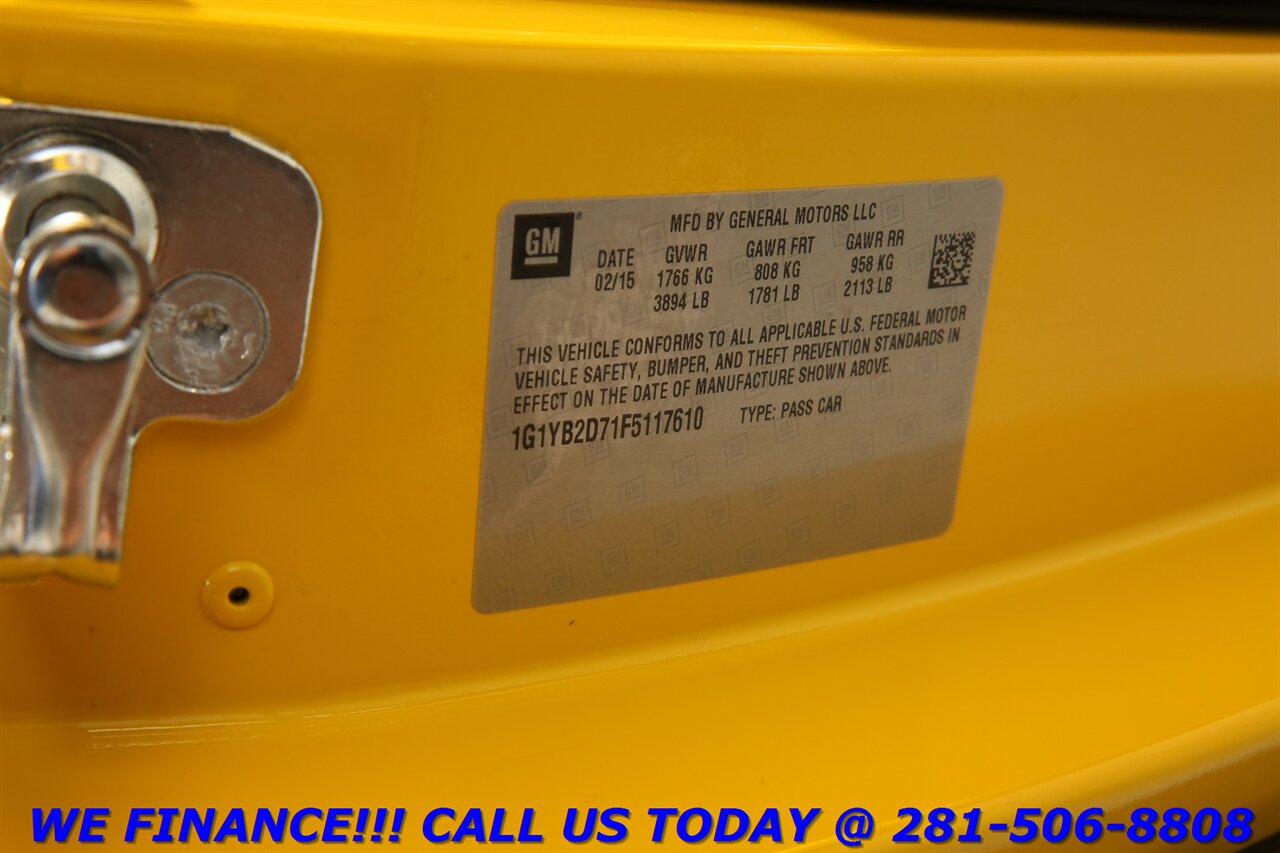 GM ®
MFD BY GENERAL MOTORS LLC
DATE GVWR GAWR FRT GAWR RR
02/15 1766 KG 808 KG 958 KG
3894 LB 1781 LB 2113 LB
THIS VEHICLE CONFORMS TO ALL APPLICABLE U.S. FEDERAL MOTOR
VEHICLE SAFETY, BUMPER, AND THEFT PREVENTION STANDARDS IN
EFFECT ON THE DATE OF MANUFACTURE SHOWN ABOVE.
1G1YB2D71F5117610 TYPE: PASS CAR
WE FINANCE!!! CALL US TODAY @ 281-506-8808